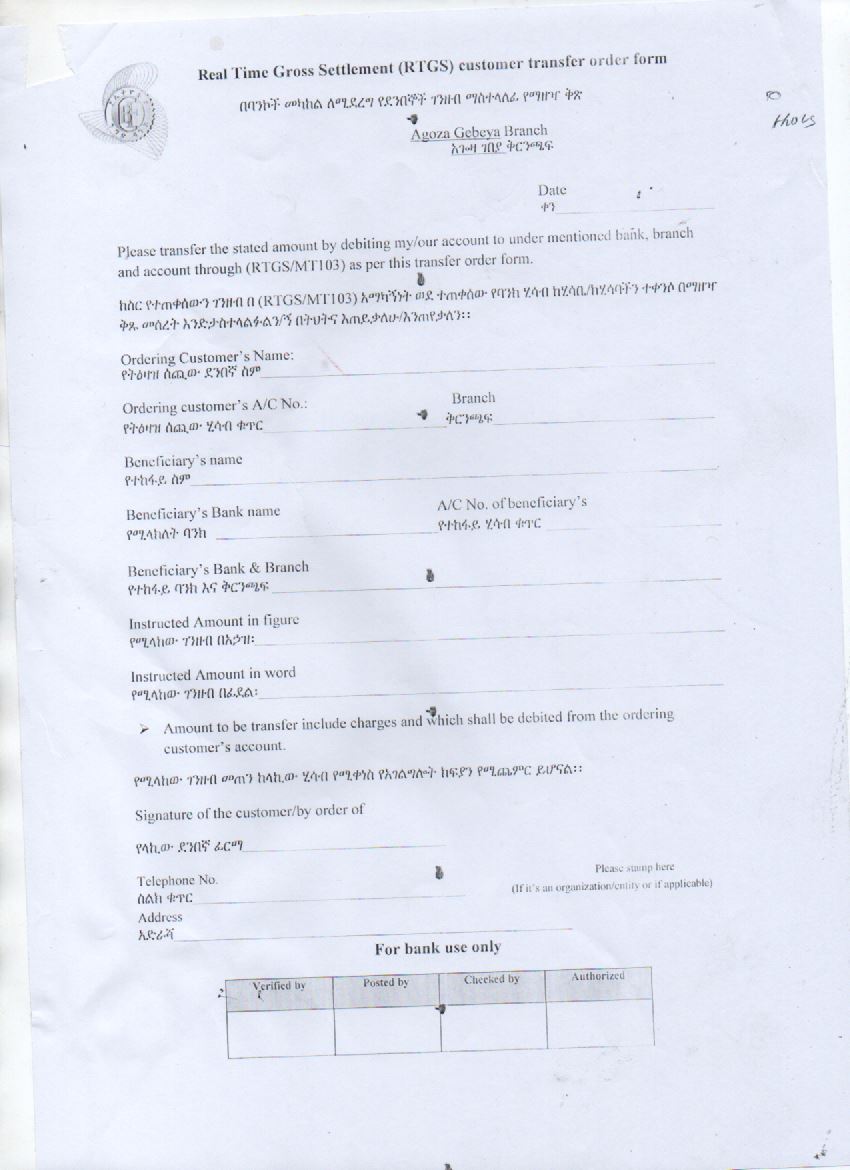 Real Time Gross Settlement (RTGS) customer transfer order form
በባንኮች መካከል ለሚደረግ የደንበኞች ገንዘብ ማስተላለፊ የማዘዣ ቅጽ
Agoza Gebeya Branch
አጎዛ ገበያ ቅርንጫፍ
Date
ቀን
Please transfer the stated amount by debiting my/our account to under mentioned bank, branch
and account through (RTGS/MT103) as per this transfer order form.
ከስር የተጠቀሰውን ገንዘብ በ (RTGS/MT103) አማካኝነት ወደ ተጠቀሰው የባንክ ሂሳብ ከሂሳቤ/ከሂሳባችን ተቀንሶ በማዘዣ
ቅጹ መሰረት እንድታስተላልፉልን/ኝ በትህትና እጠይቃለሁ/እንጠየቃለን፡፡
Ordering Customer's Name:
የትዕዛዝ ሰጪው ደንበኛ ስም
Ordering customer's A/C No.: Branch
የትዕዛዝ ሰጪው ሂሳብ ቁጥር ቅርንጫፍ
Beneficiary's name
የተከፋይ ስም
Beneficiary's Bank name A/C No. of beneficiary's
የሚላክለት ባንክ የተከፋይ ሂሳብ ቁጥር
Beneficiary's Bank & Branch
የተከፋይ ባንክ እና ቅርንጫፍ
Instructed Amount in figure
የሚላከው ገንዘብ በአኃዝ፡
Instructed Amount in word
የሚላከው ገንዘብ በፊደል፡
➢ Amount to be transfer include charges and which shall be debited from the ordering
customer's account.
የሚላከው ገንዘብ መጠን ከላኪው ሂሳብ የሚቀነስ የአገልግሎት ክፍያን የሚጨምር ይሆናል፡፡
Signature of the customer/by order of
የላኪው ደንበኛ ፊርማ
Please stamp here
Telephone No.
(If it's an organization/entity or if applicable)
ስልክ ቁጥር
Address
አድራሻ
For bank use only
Verified by Posted by Checked by Authorized